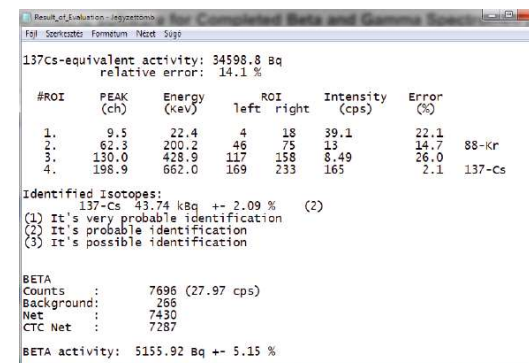 Result_of_Evaluation - Jegyzettömb
for Completed Beta and Gamma Spectr
Fájl Szerkesztés Formátum Nézet Súgó
137Cs-equivalent activity: 34598.8 Bq
relative error: 14.1 %
#ROI PEAK Energy ROI Intensity Error
(ch) (keV) left right (cps) (%)
1. 9.5 22.4 4 18 39.1 22.1
2. 62.3 200.2 46 75 13 14.7 88-Kr
3. 130.0 428.9 117 158 8.49 26.0
4. 198.9 662.0 169 233 165 2.1 137-Cs
Identified Isotopes:
137-Cs 43.74 kBq +- 2.09 % (2)
(1) It's very probable identification
(2) It's probable identification
(3) It's possible identification
BETA
Counts : 7696 (27.97 cps)
Background: 266
Net : 7430
CTC Net : 7287
BETA activity: 5155.92 Bq +- 5.15 %